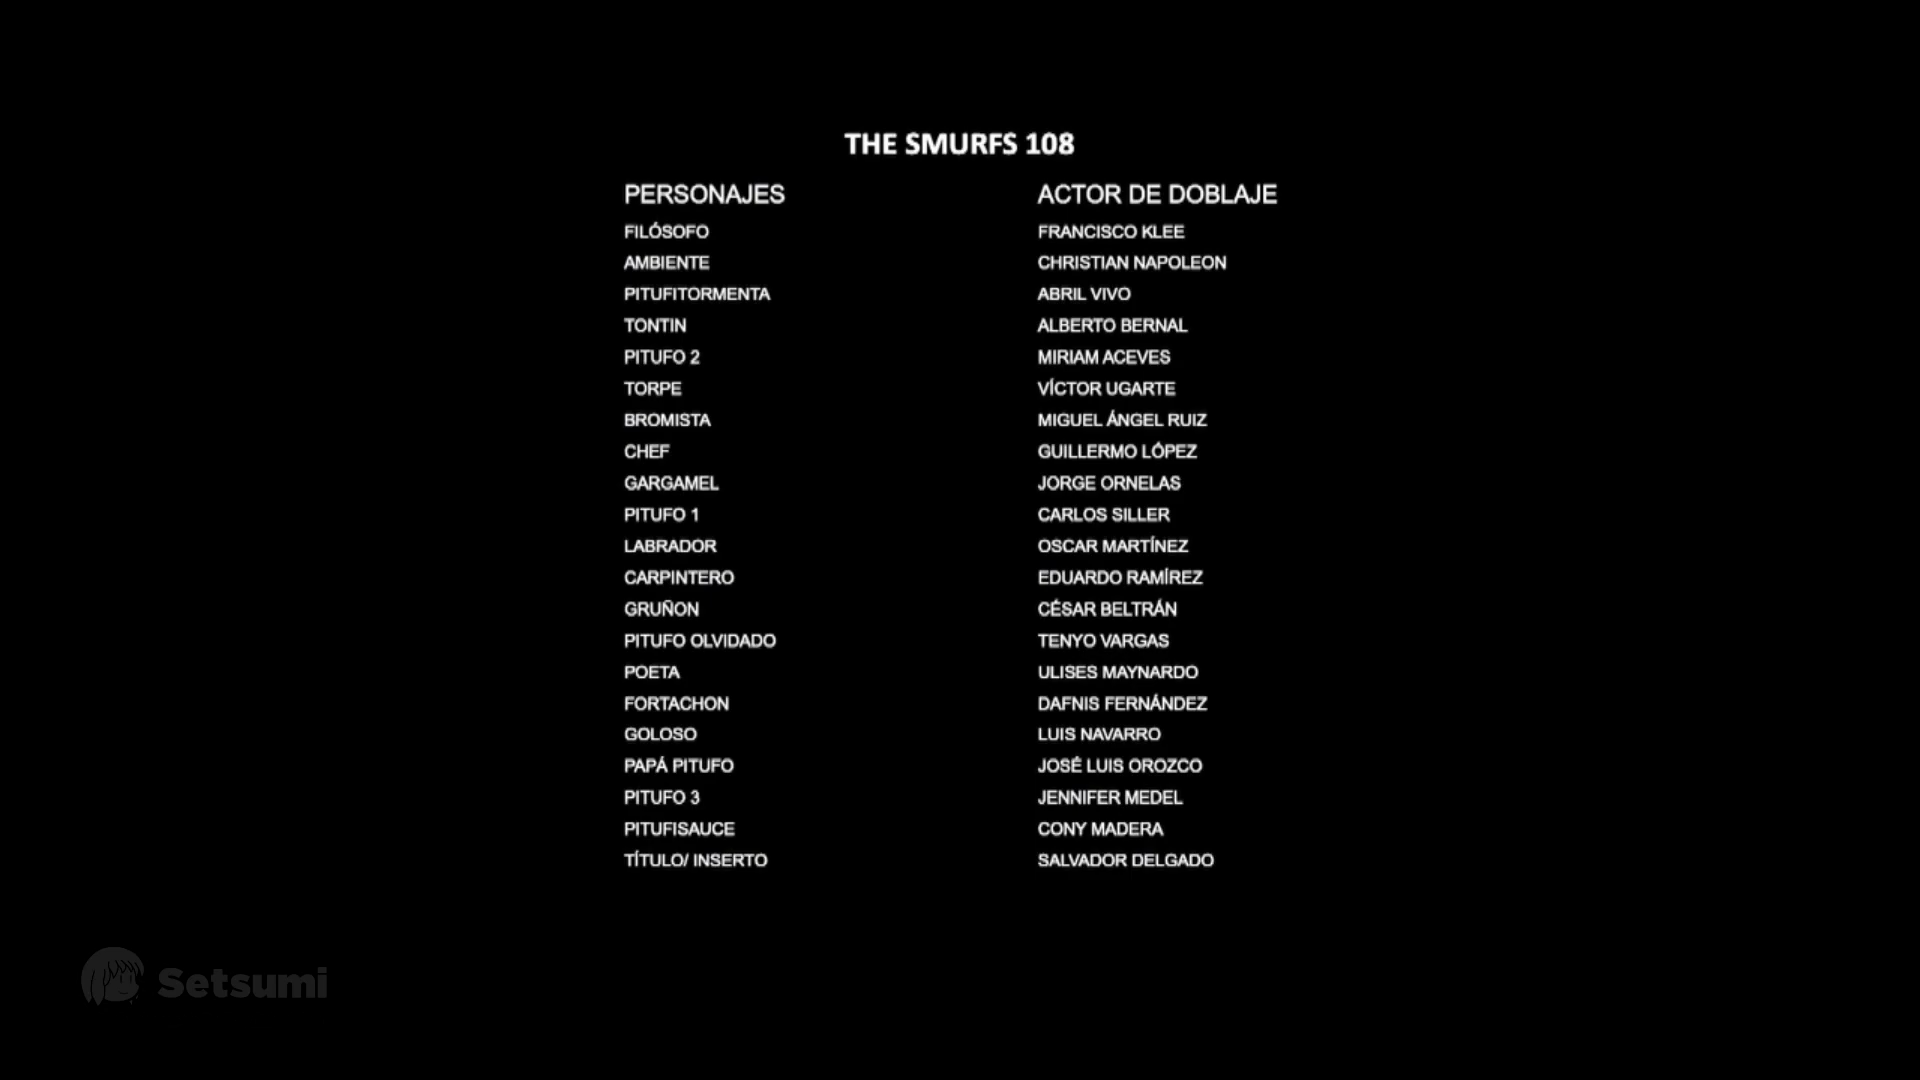 THE SMURFS 108
PERSONAJES ACTOR DE DOBLAJE
FILÓSOFO FRANCISCO KLEE
AMBIENTE CHRISTIAN NAPOLEON
PITUFITORMENTA ABRIL VIVO
TONTIN ALBERTO BERNAL
PITUFO 2 MIRIAM ACEVES
TORPE VÍCTOR UGARTE
BROMISTA MIGUEL ÁNGEL RUIZ
CHEF GUILLERMO LÓPEZ
GARGAMEL JORGE ORNELAS
PITUFO 1 CARLOS SILLER
LABRADOR OSCAR MARTÍNEZ
CARPINTERO EDUARDO RAMÍREZ
GRUÑON CÉSAR BELTRÁN
PITUFO OLVIDADO TENYO VARGAS
POETA ULISES MAYNARDO
FORTACHON DAFNIS FERNÁNDEZ
GOLOSO LUIS NAVARRO
PAPÁ PITUFO JOSÉ LUIS OROZCO
PITUFO 3 JENNIFER MEDEL
PITUFISAUCE CONY MADERA
TÍTULO/ INSERTO SALVADOR DELGADO
Setsumi